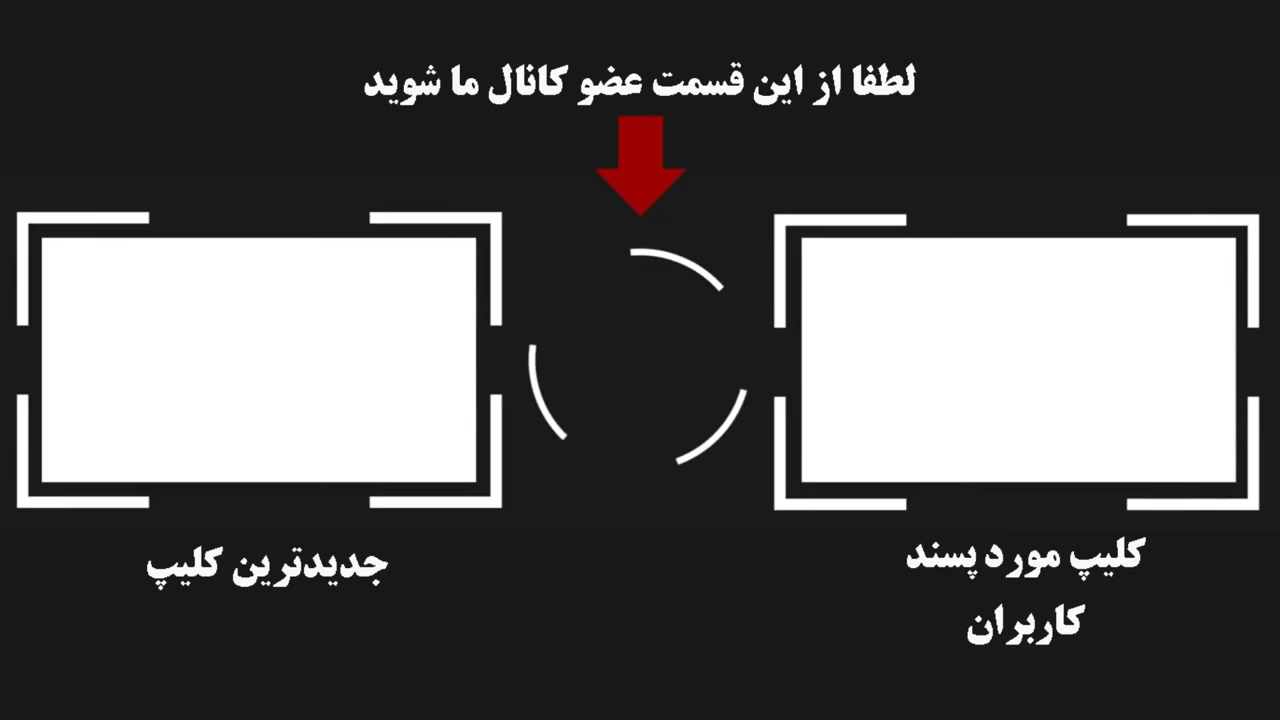 لطفا از این قسمت عضو کانال ما شوید
کلیپ مورد پسند
کاربران
جدیدترین کلیپ